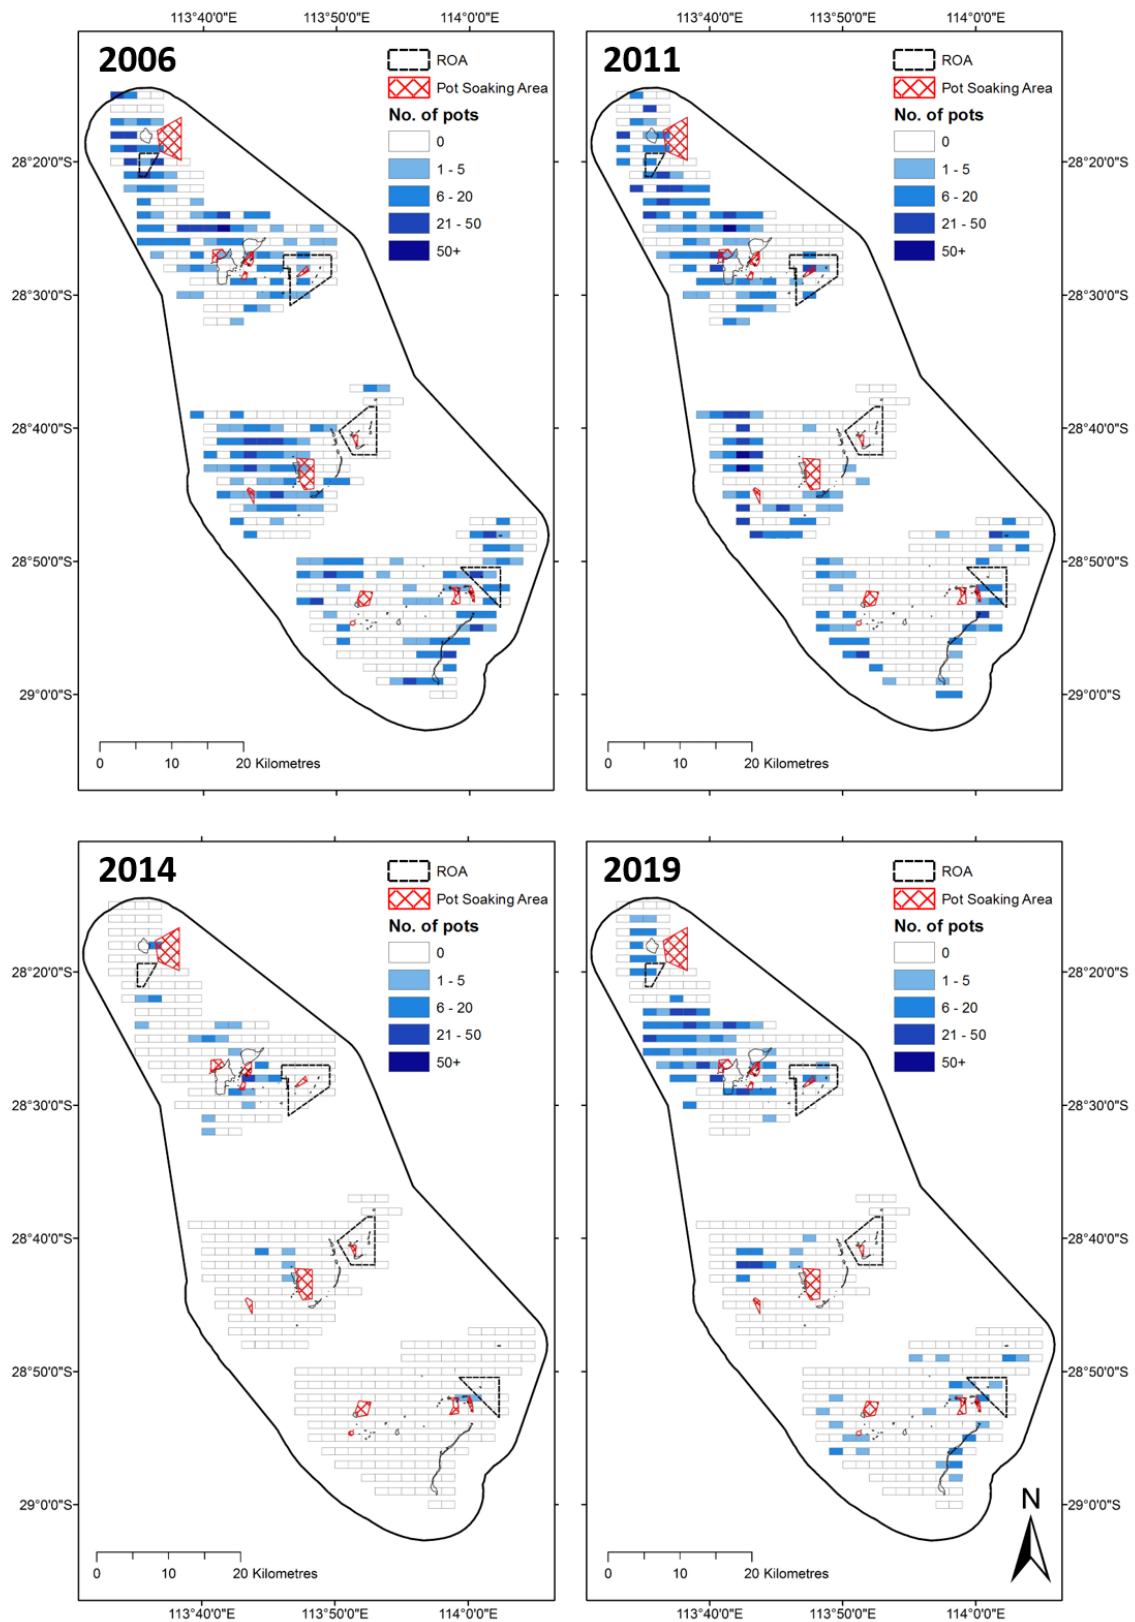 113°40'0"E 113°50'0"E 114°0'0"E 113°40'0"E 113°50'0"E 114°0'0"E
2006
ROA
Pot Soaking Area
No. of pots
0
1 - 5
6 - 20
21 - 50
50+
28°20'0"S
28°30'0"S
28°40'0"S
28°50'0"S
29°0'0"S
0 10 20 Kilometres
2011
ROA
Pot Soaking Area
No. of pots
0
1 - 5
6 - 20
21 - 50
50+
28°20'0"S
28°30'0"S
28°40'0"S
28°50'0"S
29°0'0"S
0 10 20 Kilometres
2014
ROA
Pot Soaking Area
No. of pots
0
1 - 5
6 - 20
21 - 50
50+
28°20'0"S
28°30'0"S
28°40'0"S
28°50'0"S
29°0'0"S
0 10 20 Kilometres
2019
ROA
Pot Soaking Area
No. of pots
0
1 - 5
6 - 20
21 - 50
50+
28°20'0"S
28°30'0"S
28°40'0"S
28°50'0"S
29°0'0"S
N
0 10 20 Kilometres
113°40'0"E 113°50'0"E 114°0'0"E 113°40'0"E 113°50'0"E 114°0'0"E